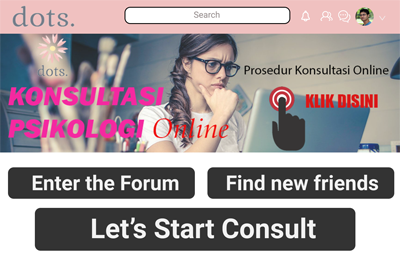 dots.
Search
dots.
Prosedur Konsultasi Online
KONSULTASI
KLIK DISINI
PSIKOLOGI Online
Enter the Forum
Find new friends
Let's Start Consult